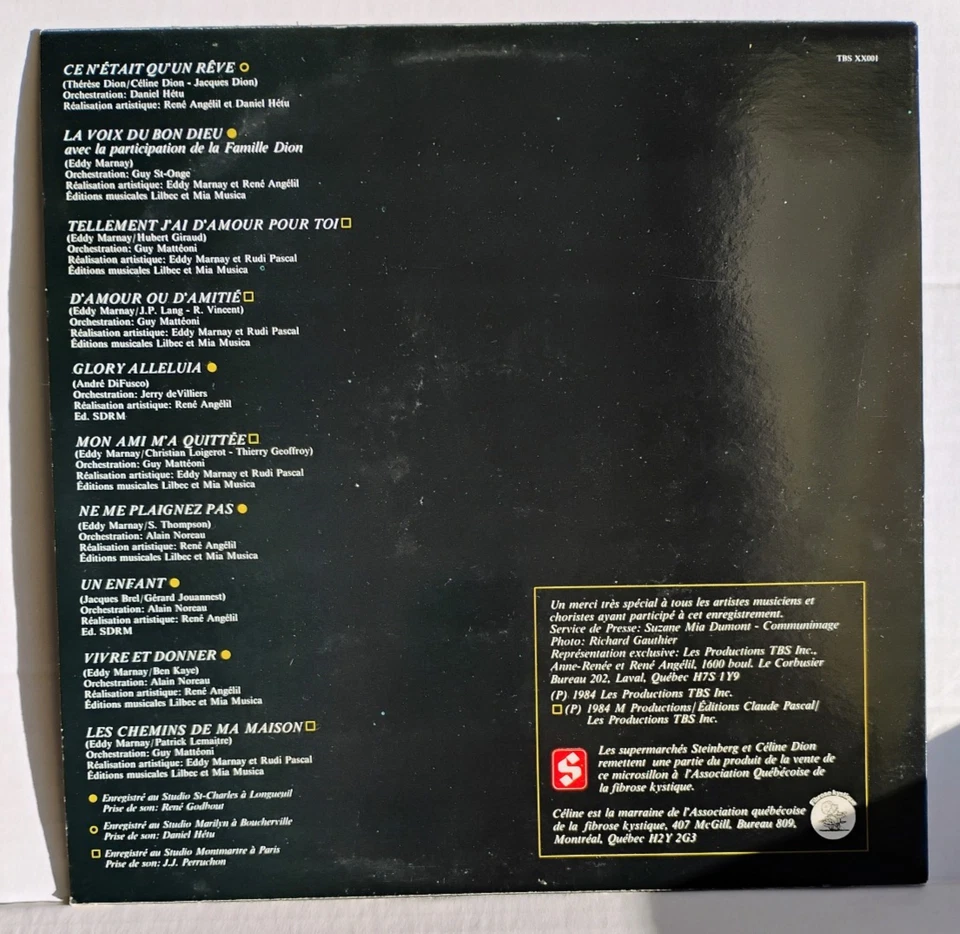 TBS XX001
CE N'ÉTAIT QU'UN RÊVE
(Thérèse Dion/Céline Dion - Jacques Dion)
Orchestration: Daniel Hétu
Réalisation artistique: René Angélil et Daniel Hétu
LA VOIX DU BON DIEU
avec la participation de la Famille Dion
(Eddy Marnay)
Orchestration: Guy St-Onge
Réalisation artistique: Eddy Marnay et René Angélil
Éditions musicales Lilbec et Mia Musica
TELLEMENT J'AI D'AMOUR POUR TOI
(Eddy Marnay/Hubert Giraud)
Orchestration: Guy Mattéoni
Réalisation artistique: Eddy Marnay et Rudi Pascal
Éditions musicales Lilbec et Mia Musica
D'AMOUR OU D'AMITIÉ
(Eddy Marnay/J.P. Lang - R. Vincent)
Orchestration: Guy Mattéoni
Réalisation artistique: Eddy Marnay et Rudi Pascal
Éditions musicales Lilbec et Mia Musica
GLORY ALLELUIA
(André DiFusco)
Orchestration: Jerry deVilliers
Réalisation artistique: René Angélil
Ed. SDRM
MON AMI M'A QUITTÉE
(Eddy Marnay/Christian Loigerot - Thierry Geoffroy)
Orchestration: Guy Mattéoni
Réalisation artistique: Eddy Marnay et Rudi Pascal
Éditions musicales Lilbec et Mia Musica
NE ME PLAIGNEZ PAS
(Eddy Marnay/S. Thompson)
Orchestration: Alain Noreau
Réalisation artistique: René Angélil
Éditions musicales Lilbec et Mia Musica
UN ENFANT
(Jacques Brel/Gérard Jouannest)
Orchestration: Alain Noreau
Réalisation artistique: René Angélil
Ed. SDRM
VIVRE ET DONNER
(Eddy Marnay/Ben Kaye)
Orchestration: Alain Noreau
Réalisation artistique: René Angélil
Éditions musicales Lilbec et Mia Musica
LES CHEMINS DE MA MAISON
(Eddy Marnay/Patrick Lemaître)
Orchestration: Guy Mattéoni
Réalisation artistique: Eddy Marnay et Rudi Pascal
Éditions musicales Lilbec et Mia Musica
Enregistré au Studio St-Charles à Longueuil
Prise de son: René Godbout
Enregistré au Studio Marilyn à Boucherville
Prise de son: Daniel Hétu
Enregistré au Studio Montmartre à Paris
Prise de son: J.J. Perruchon
Un merci très spécial à tous les artistes musiciens et
choristes ayant participé à cet enregistrement.
Service de Presse: Suzane Mia Dumont - Communimage
Photo: Richard Gauthier
Représentation exclusive: Les Productions TBS Inc.,
Anne-Renée et René Angélil, 1600 boul. Le Corbusier
Bureau 202, Laval, Québec H7S 1Y9
(P) 1984 Les Productions TBS Inc.
(P) 1984 M Productions/Éditions Claude Pascal/
Les Productions TBS Inc.
S
Les supermarchés Steinberg et Céline Dion
remettent une partie du produit de la vente de
ce microsillon à l'Association Québécoise de
la fibrose kystique.
Céline est la marraine de l'Association québécoise
de la fibrose kystique, 407 McGill, Bureau 809,
Montréal, Québec H2Y 2G3